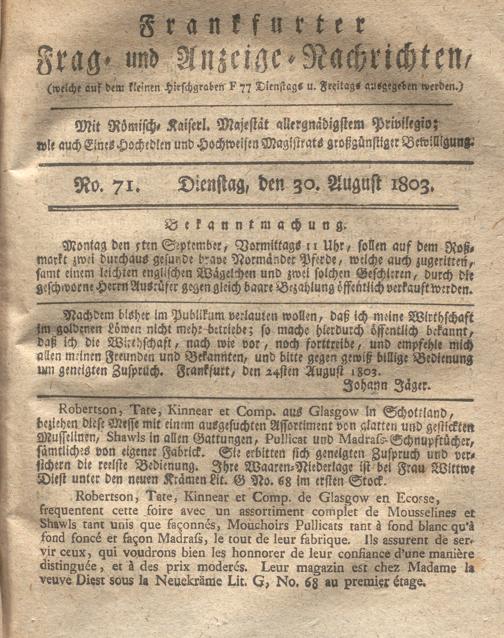 Frankfurter
Frag- und Anzeige-Nachrichten,
(welche auf dem kleinen Hirschgraben F 77 Dienstags u. Freitags ausgegeben werden.)
Mit Römisch-Kaiserl. Majestät allergnädigstem Privilegio;
wie auch Eines Hochedlen und Hochweisen Magistrats großgünstiger Bewilligung.
No. 71. Dienstag, den 30. August 1803.
Bekanntmachung.
Montag den 5ten September, Vormittags 11 Uhr, sollen auf dem Roß-
markt zwei durchaus gesunde brave Normänder Pferde, welche auch zugeritten,
samt einem leichten englischen Wägelchen und zwei solchen Geschieren, durch die
geschworne Herrn Ausrüfer gegen gleich baare Bezahlung öffentlich verkauft werden.
Nachdem bisher im Publikum verlauten wollen, daß ich meine Wirthschaft
im goldenen Löwen nicht mehr betriebe; so mache hierdurch öffentlich bekannt,
daß ich die Wirthschaft, nach wie vor, noch forttreibe, und empfehle mich
allen meinen Freunden und Bekannten, und bitte gegen gewiß billige Bedienung
um geneigten Zuspruch. Frankfurt, den 24sten August 1803.
Johann Jäger.
Robertson, Tate, Kinnear et Comp. aus Glasgow in Schottland,
beziehen diese Messe mit einem ausgesuchten Assortiment von glatten und gestickten
Musselinen, Shawls in allen Gattungen, Pullicat und Madraß-Schnupftücher,
sämtliches von eigener Fabrick. Sie erbitten sich geneigten Zuspruch und ver-
sichern die reelste Bedienung. Ihre Waaren-Niederlage ist bei Frau Wittwe
Diest unter den neuen Krämen Lit. G No. 68 im ersten Stock.
Robertson, Tate, Kinnear et Comp. de Glasgow en Ecosse,
frequentent cette foire avec un assortiment complet de Mousselines et
Shawls tant unis que façonnés, Mouchoirs Pullicats tant à fond blanc qu'à
fond foncé et façon Madraſs, le tout de leur fabrique. Ils assurent de ser-
vir ceux, qui voudrons bien les honnorer de leur confiance d'une manière
distinguée, et à des prix moderés. Leur magazin est chez Madame la
veuve Diest sous la Neuekräme Lit. G, No. 68 au premier étage.